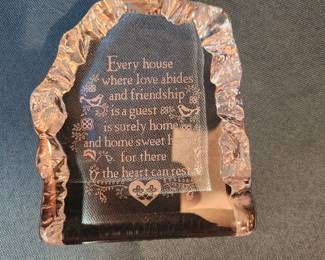 Every house
where love abides
and friendship
is a guest
is surely home
and home sweet
for there
the heart can rest